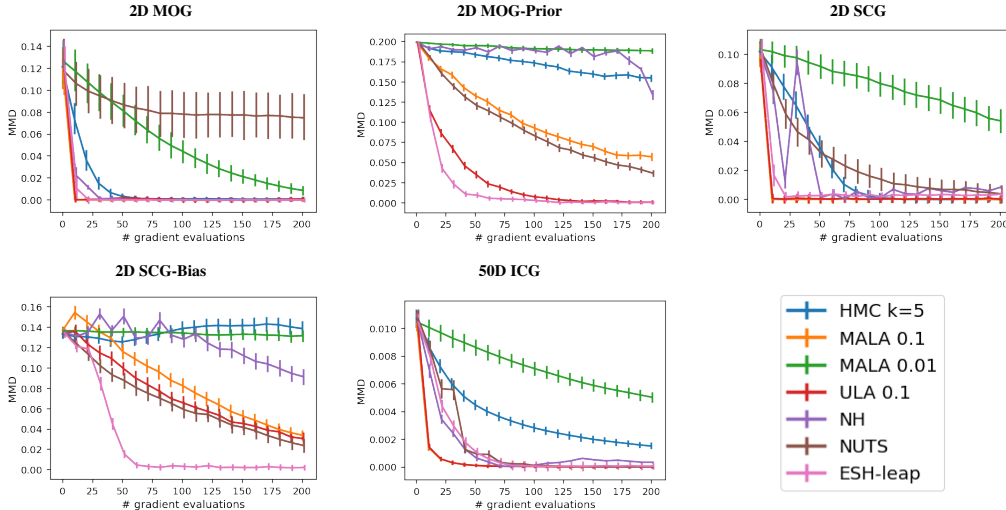 2D MOG
2D MOG-Prior
2D SCG
MMD
0.14
0.12
0.10
0.08
0.06
0.04
0.02
0.00
0 25 50 75 100 125 150 175 200
# gradient evaluations
MMD
0.200
0.175
0.150
0.125
0.100
0.075
0.050
0.025
0.000
0 25 50 75 100 125 150 175 200
# gradient evaluations
MMD
0.10
0.08
0.06
0.04
0.02
0.00
0 25 50 75 100 125 150 175 200
# gradient evaluations
2D SCG-Bias
50D ICG
MMD
0.16
0.14
0.12
0.10
0.08
0.06
0.04
0.02
0.00
0 25 50 75 100 125 150 175 200
# gradient evaluations
MMD
0.010
0.008
0.006
0.004
0.002
0.000
0 25 50 75 100 125 150 175 200
# gradient evaluations
HMC k=5
MALA 0.1
MALA 0.01
ULA 0.1
NH
NUTS
ESH-leap